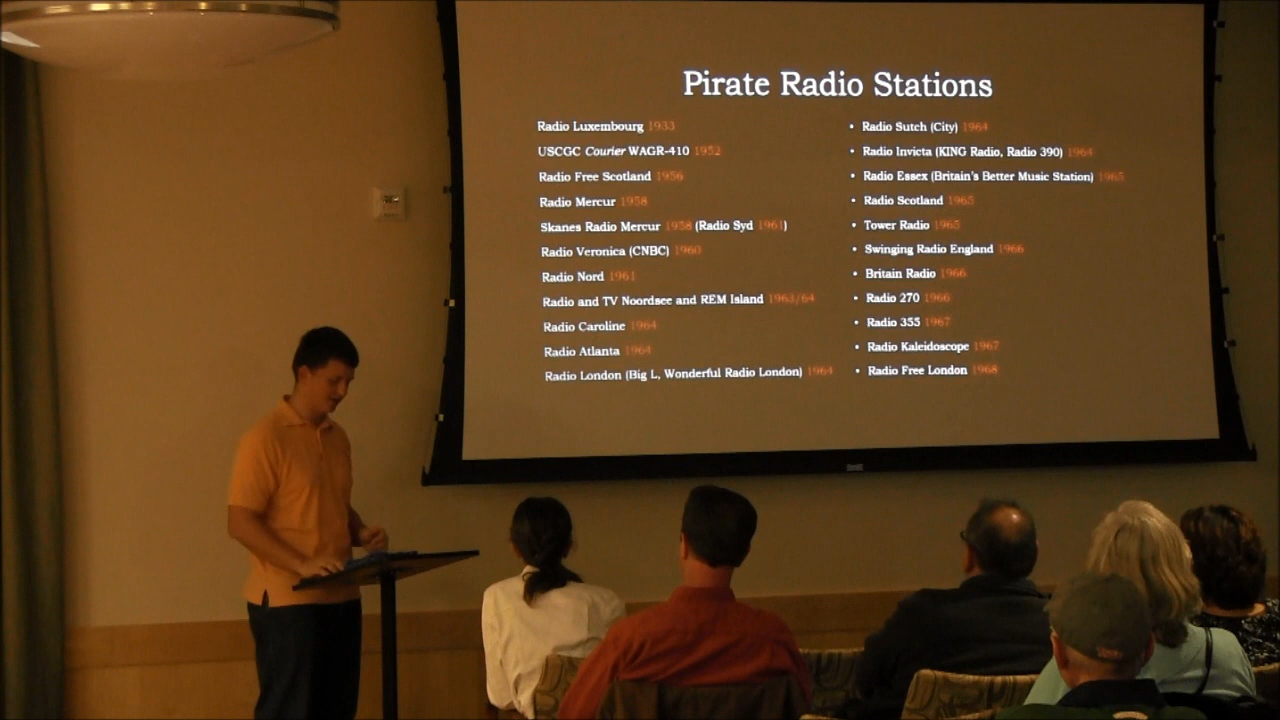 Pirate Radio Stations
Radio Luxembourg 1933
USCGC Courier WAGR-410 1952
Radio Free Scotland 1956
Radio Mercur 1958
Skanes Radio Mercur 1958 (Radio Syd 1961)
Radio Veronica (CNBC) 1960
Radio Nord 1961
Radio and TV Noordsee and REM Island 1963/64
Radio Caroline 1964
Radio Atlanta 1964
Radio London (Big L, Wonderful Radio London) 1964
• Radio Sutch (City) 1964
• Radio Invicta (KING Radio, Radio 390) 1964
• Radio Essex (Britain's Better Music Station) 1965
• Radio Scotland 1965
• Tower Radio 1965
• Swinging Radio England 1966
• Britain Radio 1966
• Radio 270 1966
• Radio 355 1967
• Radio Kaleidoscope 1967
• Radio Free London 1968